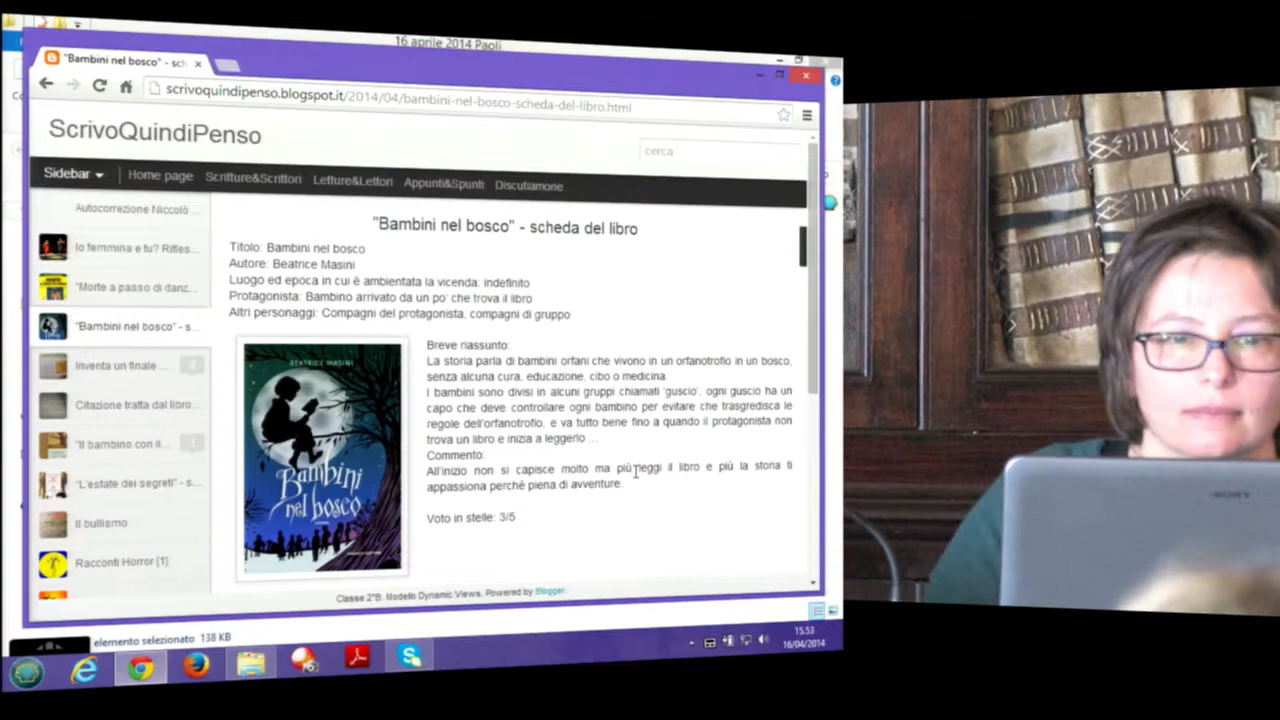 16 aprile 2014 Paoli
"Bambini nel bosco" - sch
scrivoquindipenso.blogspot.it/2014/04/bambini-nel-bosco-scheda-del-libro.html
ScrivoQuindiPenso
cerca
Sidebar
Home page
Scritture&Scrittori
Letture&Lettori
Appunti&Spunti
Discutiamone
Autocorrezione Niccolò ...
Io femmina e tu? Rifles...
"Morte a passo di danz...
"Bambini nel bosco" - s...
Inventa un finale ...
Citazione tratta dal libro...
"Il bambino con il...
"L'estate dei segreti" - s...
Il bullismo
Racconti Horror [1]
"Bambini nel bosco" - scheda del libro
Titolo: Bambini nel bosco
Autore: Beatrice Masini
Luogo ed epoca in cui è ambientata la vicenda: indefinito
Protagonista: Bambino arrivato da un po' che trova il libro
Altri personaggi: Compagni del protagonista, compagni di gruppo
BEATRICE MASINI
Bambini
nel bosco
Breve riassunto:
La storia parla di bambini orfani che vivono in un orfanotrofio in un bosco,
senza alcuna cura, educazione, cibo o medicina.
I bambini sono divisi in alcuni gruppi chiamati 'guscio', ogni guscio ha un
capo che deve controllare ogni bambino per evitare che trasgredisca le
regole dell'orfanotrofio, e va tutto bene fino a quando il protagonista non
trova un libro e inizia a leggerlo ...
Commento:
All'inizio non si capisce molto ma più leggi il libro e più la storia ti
appassiona perché piena di avventure.
Voto in stelle: 3/5
Classe 2°B. Modello Dynamic Views. Powered by Blogger.
elemento selezionato 138 KB
15.53
16/04/2014